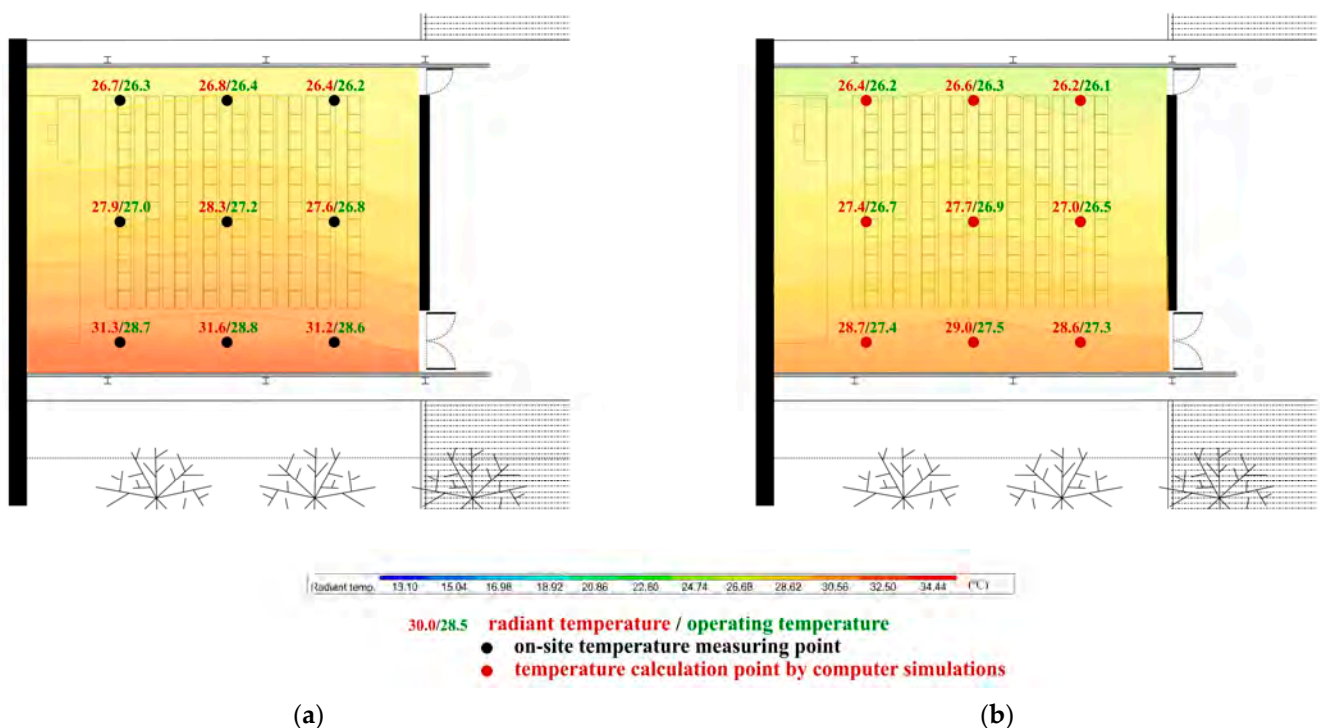 26.7/26.3 26.8/26.4 26.4/26.2
27.9/27.0 28.3/27.2 27.6/26.8
31.3/28.7 31.6/28.8 31.2/28.6
26.4/26.2 26.6/26.3 26.2/26.1
27.4/26.7 27.7/26.9 27.0/26.5
28.7/27.4 29.0/27.5 28.6/27.3
Radiant temp. 13.10 15.04 16.98 18.92 20.86 22.80 24.74 26.68 28.62 30.56 32.50 34.44 (°C)
30.0/28.5 radiant temperature / operating temperature
on-site temperature measuring point
temperature calculation point by computer simulations
(a) (b)